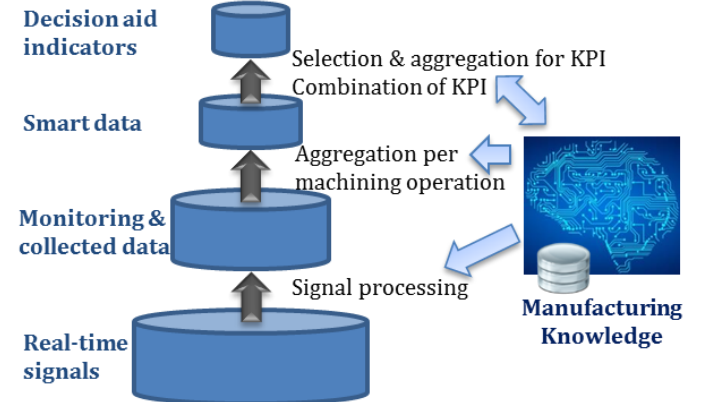 Decision aid
indicators
Selection & aggregation for KPI
Combination of KPI
Smart data
Aggregation per
machining operation
Monitoring &
collected data
Signal processing
Manufacturing
Knowledge
Real-time
signals